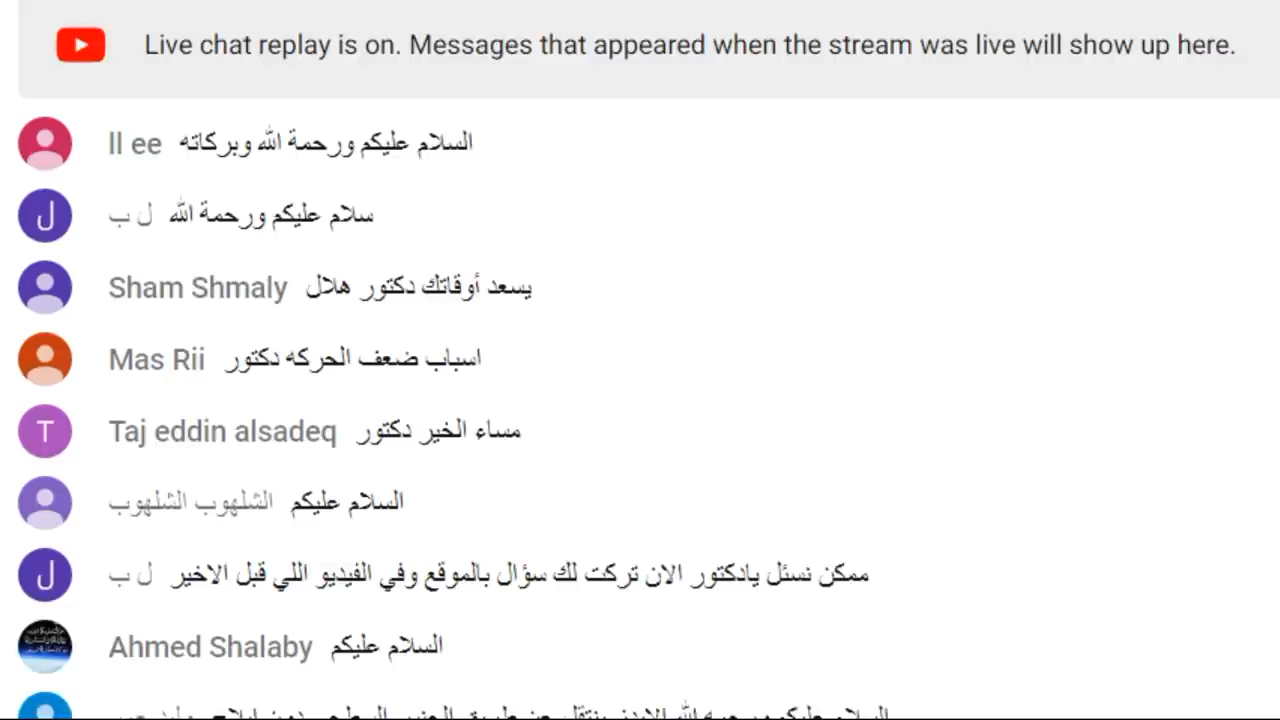 Live chat replay is on. Messages that appeared when the stream was live will show up here.
ll ee السلام عليكم ورحمة الله وبركاته
ل
ل ب سلام عليكم ورحمة الله
Sham Shmaly يسعد أوقاتك دكتور هلال
Mas Rii اسباب ضعف الحركه دكتور
T
Taj eddin alsadeq مساء الخير دكتور
الشلهوب الشلهوب السلام عليكم
ل
ل ب ممكن نسئل يادكتور الان تركت لك سؤال بالموقع وفي الفيديو اللي قبل الاخير
Ahmed Shalaby السلام عليكم